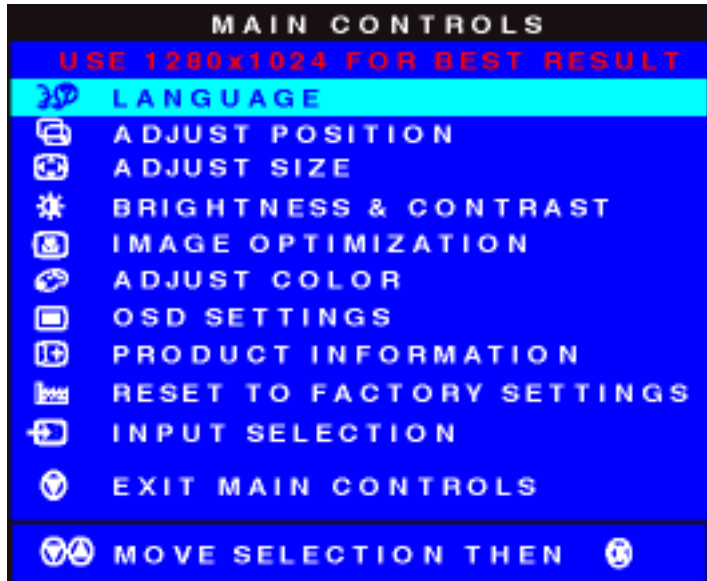 MAIN CONTROLS
USE 1280x1024 FOR BEST RESULT
LANGUAGE
ADJUST POSITION
ADJUST SIZE
BRIGHTNESS & CONTRAST
IMAGE OPTIMIZATION
ADJUST COLOR
OSD SETTINGS
PRODUCT INFORMATION
RESET TO FACTORY SETTINGS
INPUT SELECTION
EXIT MAIN CONTROLS
MOVE SELECTION THEN OK